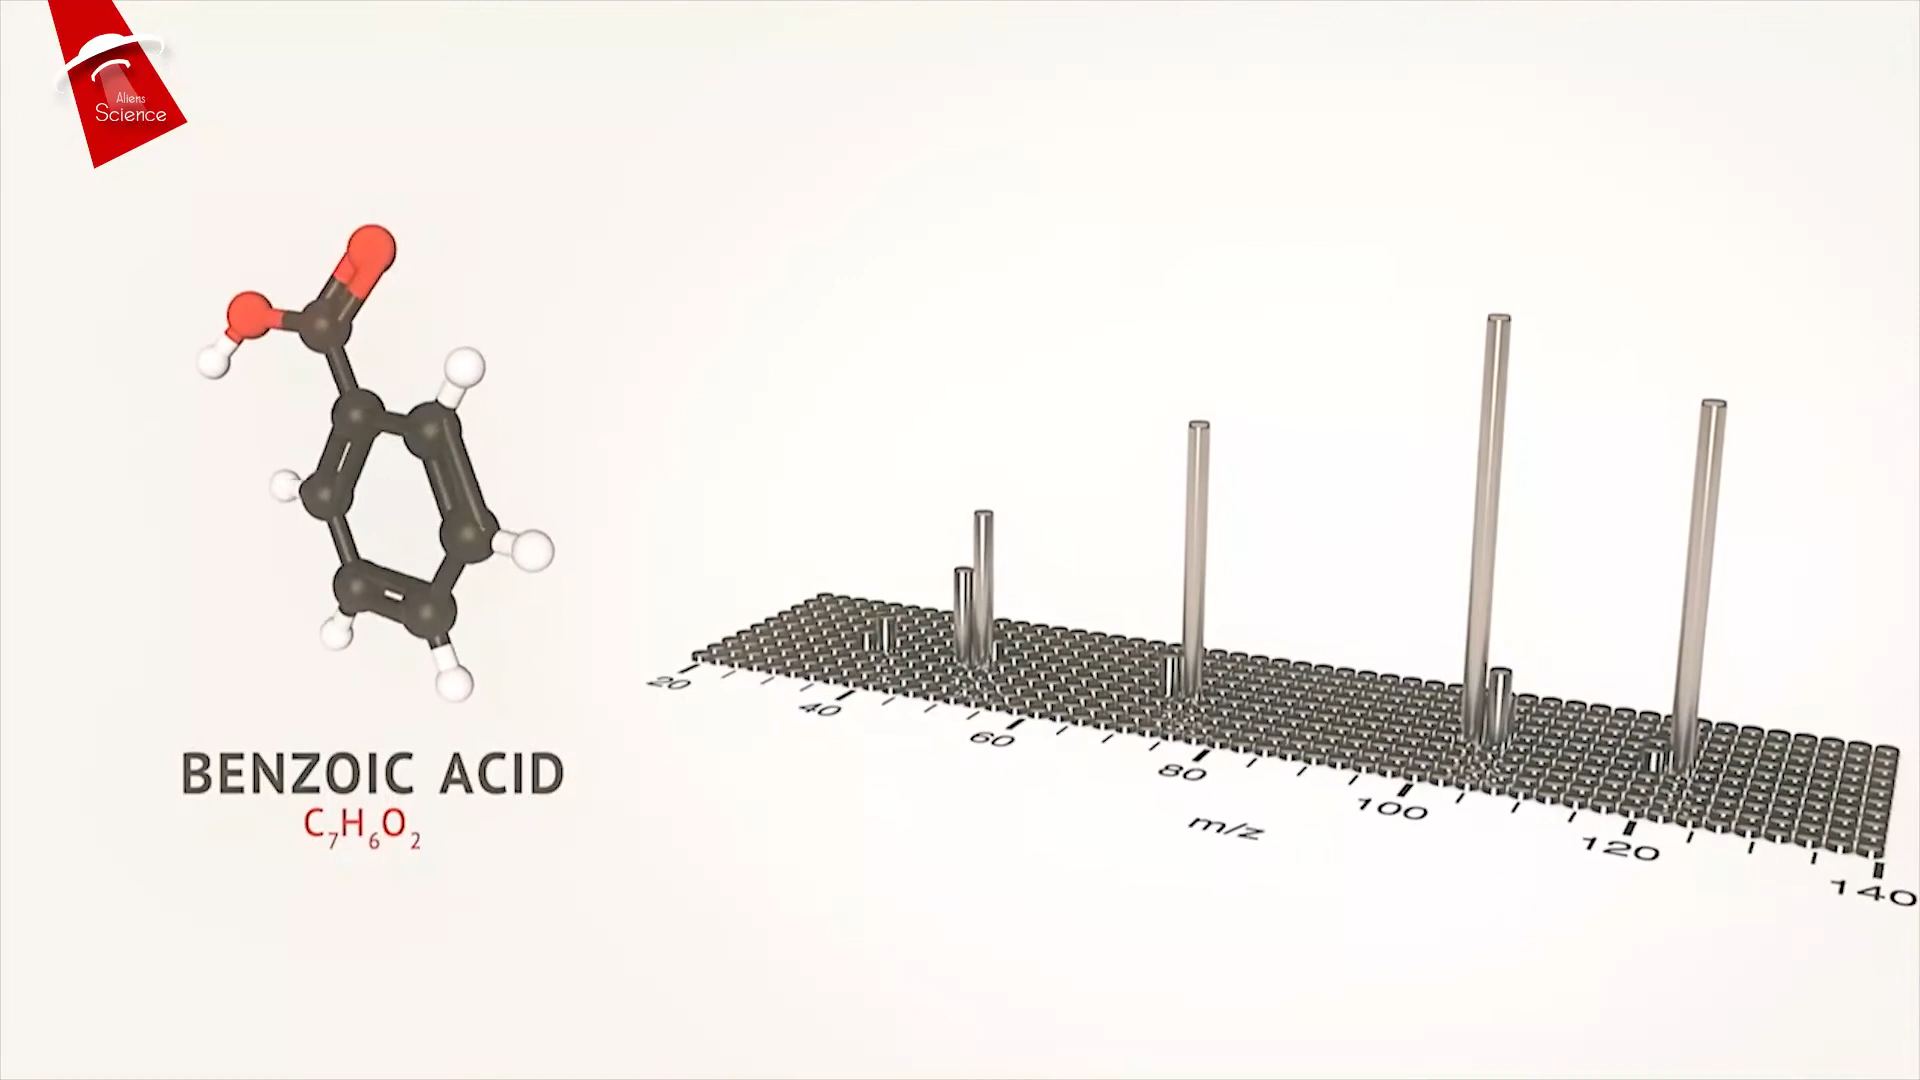 Aliens
Science
BENZOIC ACID
C₇H₆O₂
20
40
60
80
100
120
140
m/z